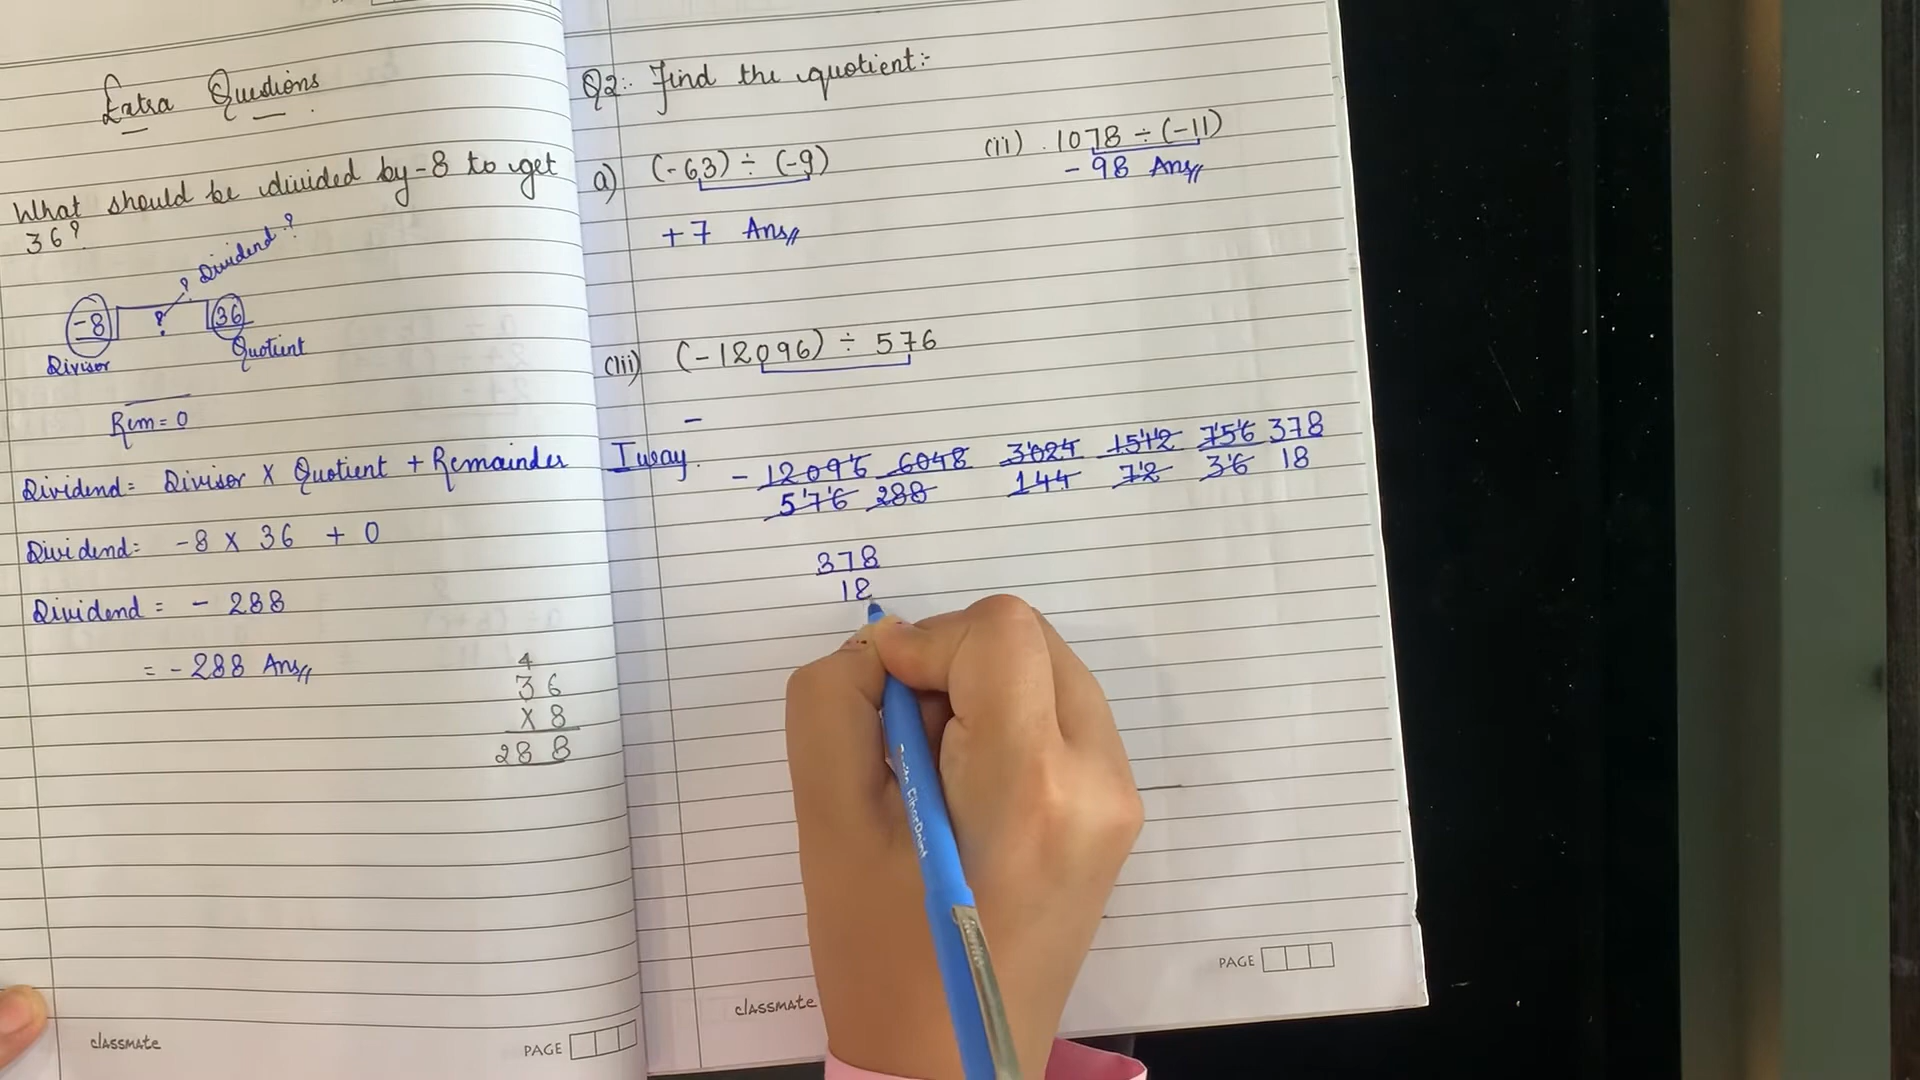 Extra Questions
What should be divided by -8 to get
36?
? Dividend?
-8 ? 36
Divisor Quotient
Rem = 0
Dividend = Divisor X Quotient + Remainder
Dividend = -8 X 36 + 0
Dividend = - 288
= - 288 Ans
4
36
X 8
288
classmate
PAGE
Q2:- Find the quotient:-
a) (-63) ÷ (-9)
+7 Ans
(ii) 1078 ÷ (-11)
- 98 Ans
(iii) (-12096) ÷ 576
-
I way.
- 12096 6048 3024 1512 756 378
576 288 144 72 36 18
378
18
PAGE
classmate